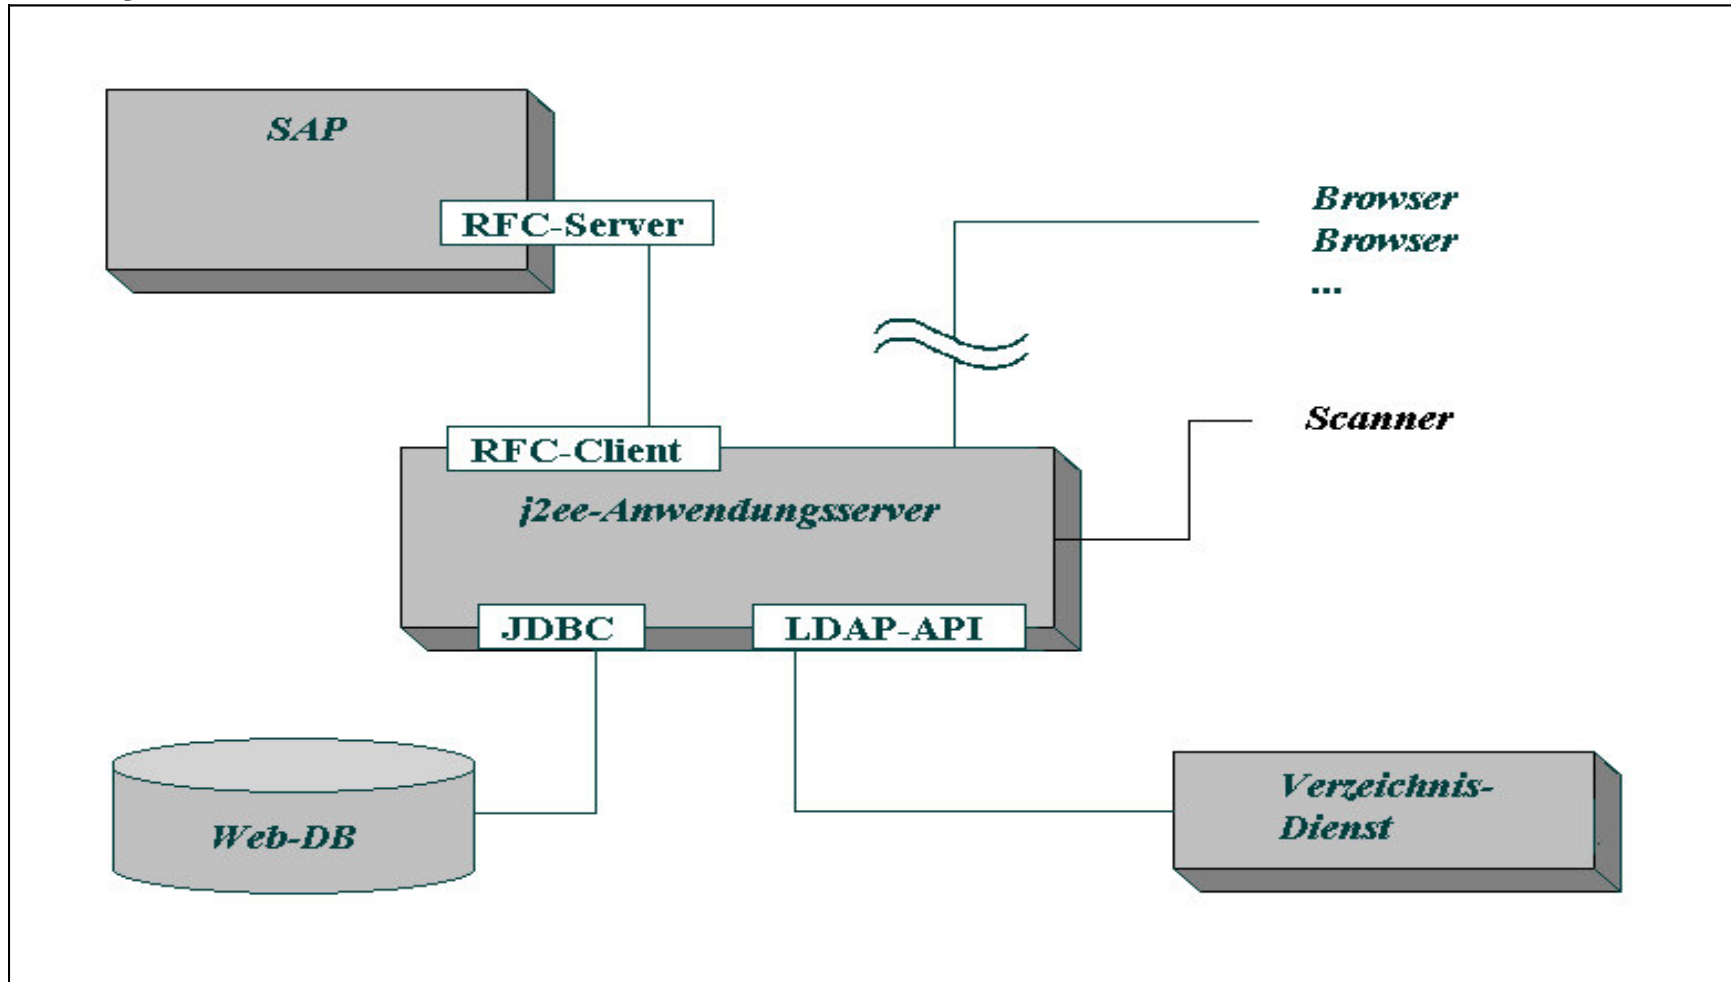 SAP
RFC-Server
Browser
Browser
...
Scanner
RFC-Client
j2ee-Anwendungsserver
JDBC
LDAP-API
Web-DB
Verzeichnis-
Dienst